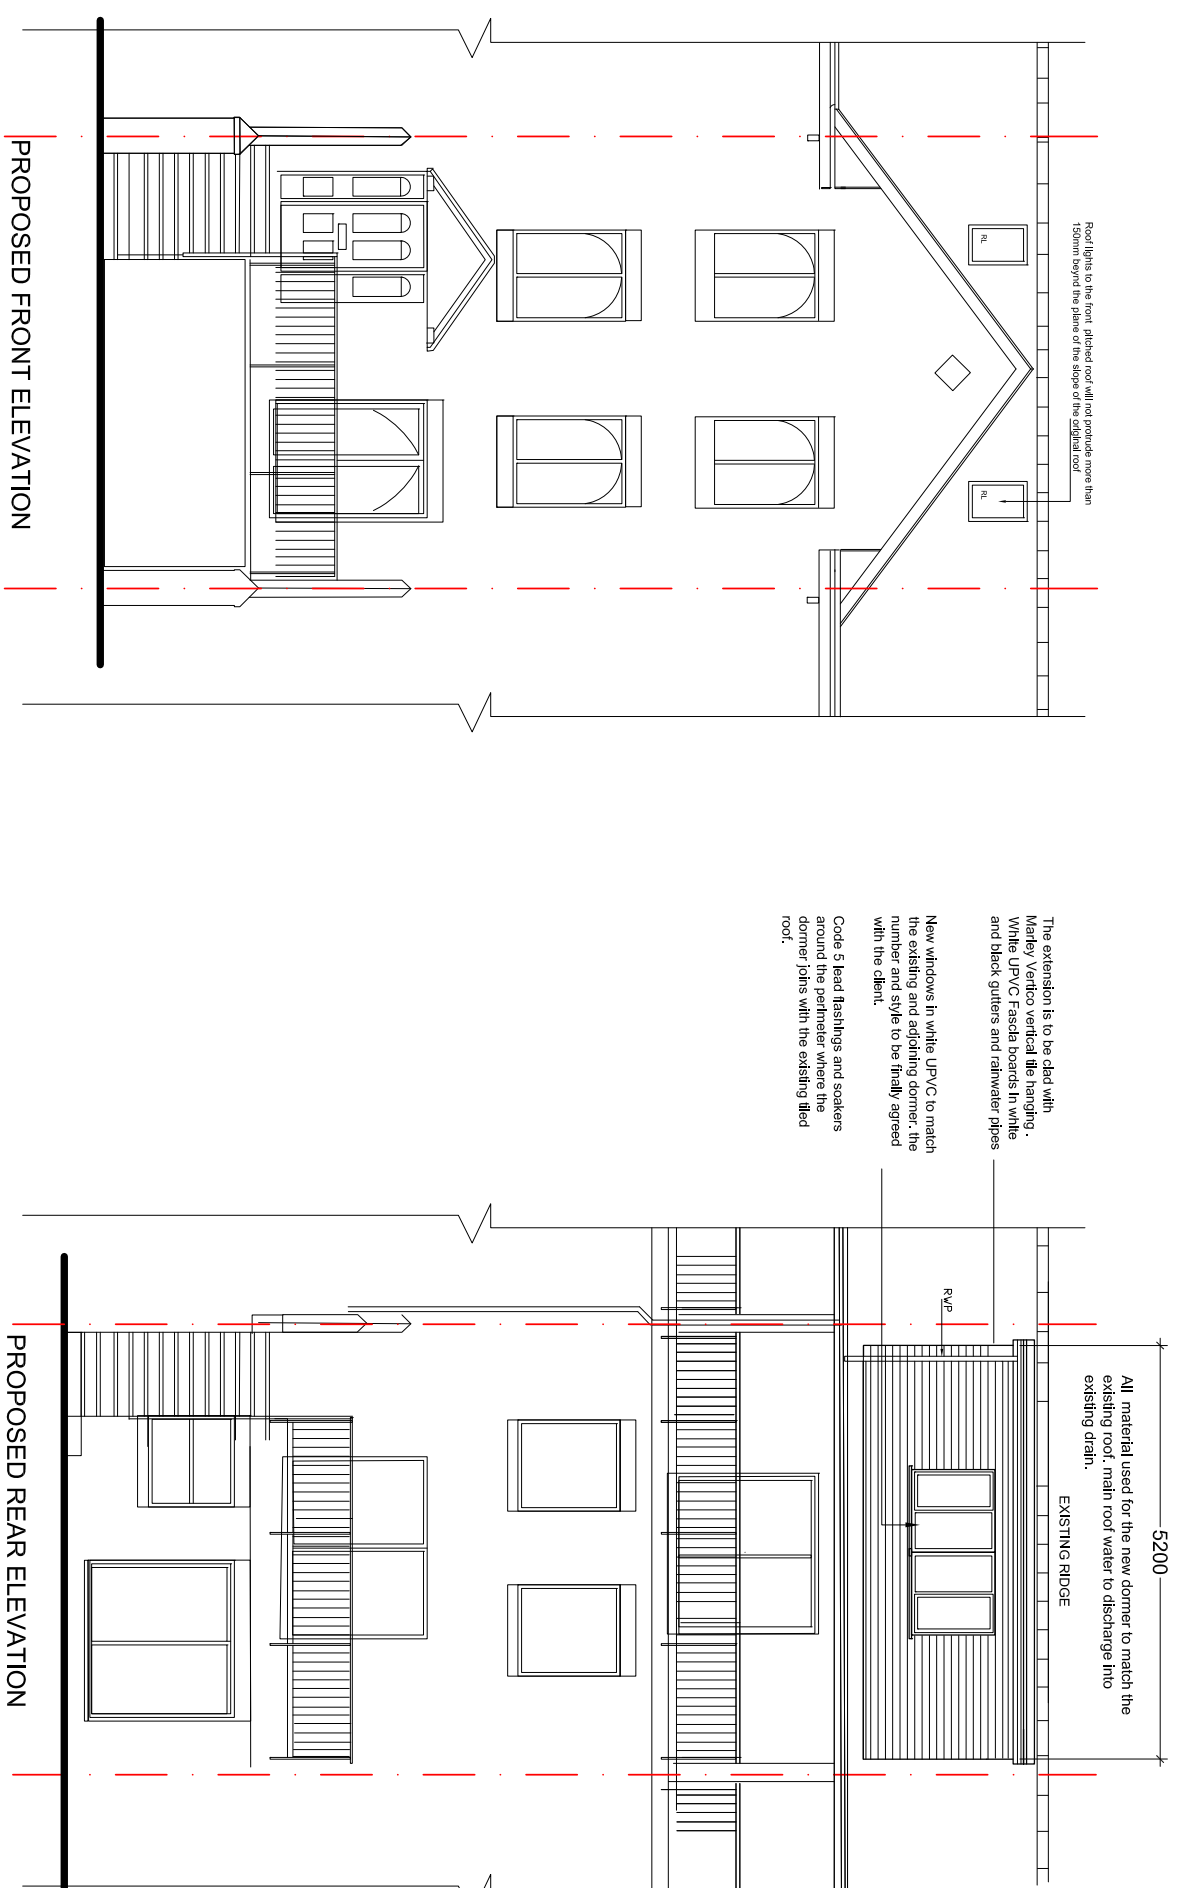 Roof lights to the front pitched roof will not protrude more than
150mm beynd the plane of the slope of the original roof
RL
RL
PROPOSED FRONT ELEVATION
The extension is to be clad with
Marley Vertico vertical tile hanging .
White UPVC Fascia boards in white
and black gutters and rainwater pipes
New windows in white UPVC to match
the existing and adjoining dormer. the
number and style to be finally agreed
with the client.
Code 5 lead flashings and soakers
around the perimeter where the
dormer joins with the existing tiled
roof.
5200
All material used for the new dormer to match the
existing roof. main roof water to discharge into
existing drain.
EXISTING RIDGE
RWP
PROPOSED REAR ELEVATION